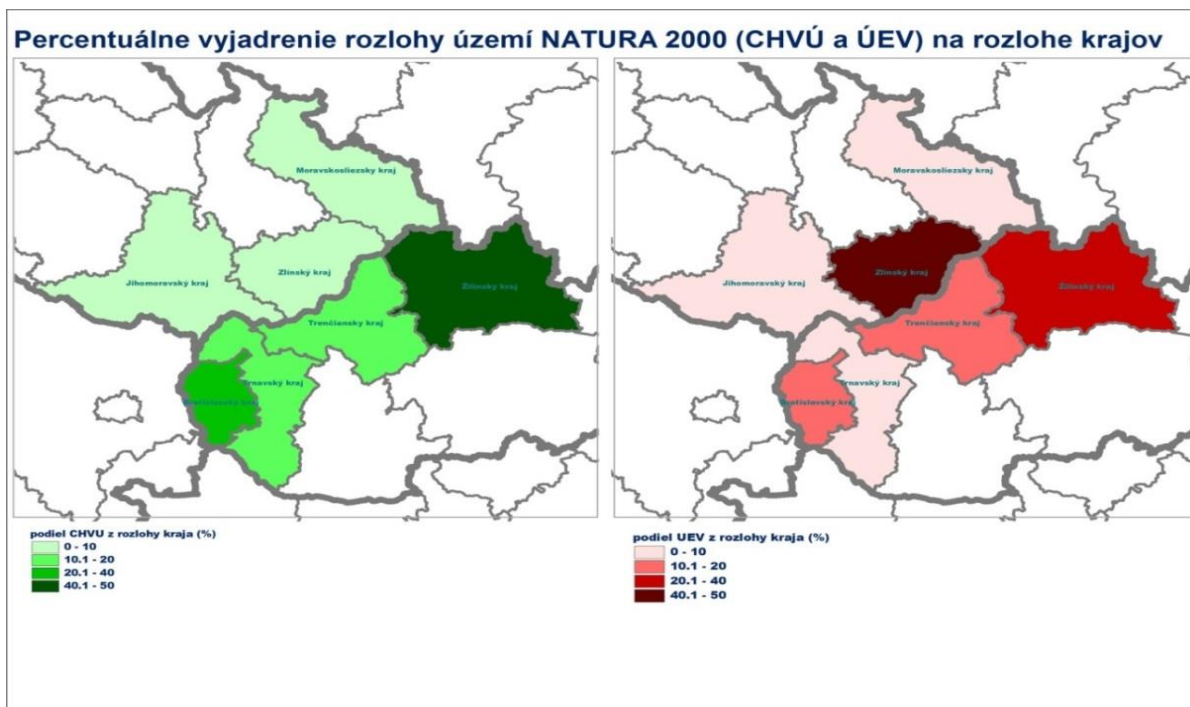 Percentuálne vyjadrenie rozlohy území NATURA 2000 (CHVÚ a ÚEV) na rozlohe krajov
Moravskosliezsky kraj
Zlínský kraj
Žilinský kraj
Jihomoravský kraj
Trenčiansky kraj
Trnavský kraj
Bratislavský kraj
podiel CHVU z rozlohy kraja (%)
0 - 10
10.1 - 20
20.1 - 40
40.1 - 50
Moravskosliezsky kraj
Zlínský kraj
Žilinský kraj
Jihomoravský kraj
Trenčiansky kraj
Trnavský kraj
Bratislavský kraj
podiel UEV z rozlohy kraja (%)
0 - 10
10.1 - 20
20.1 - 40
40.1 - 50